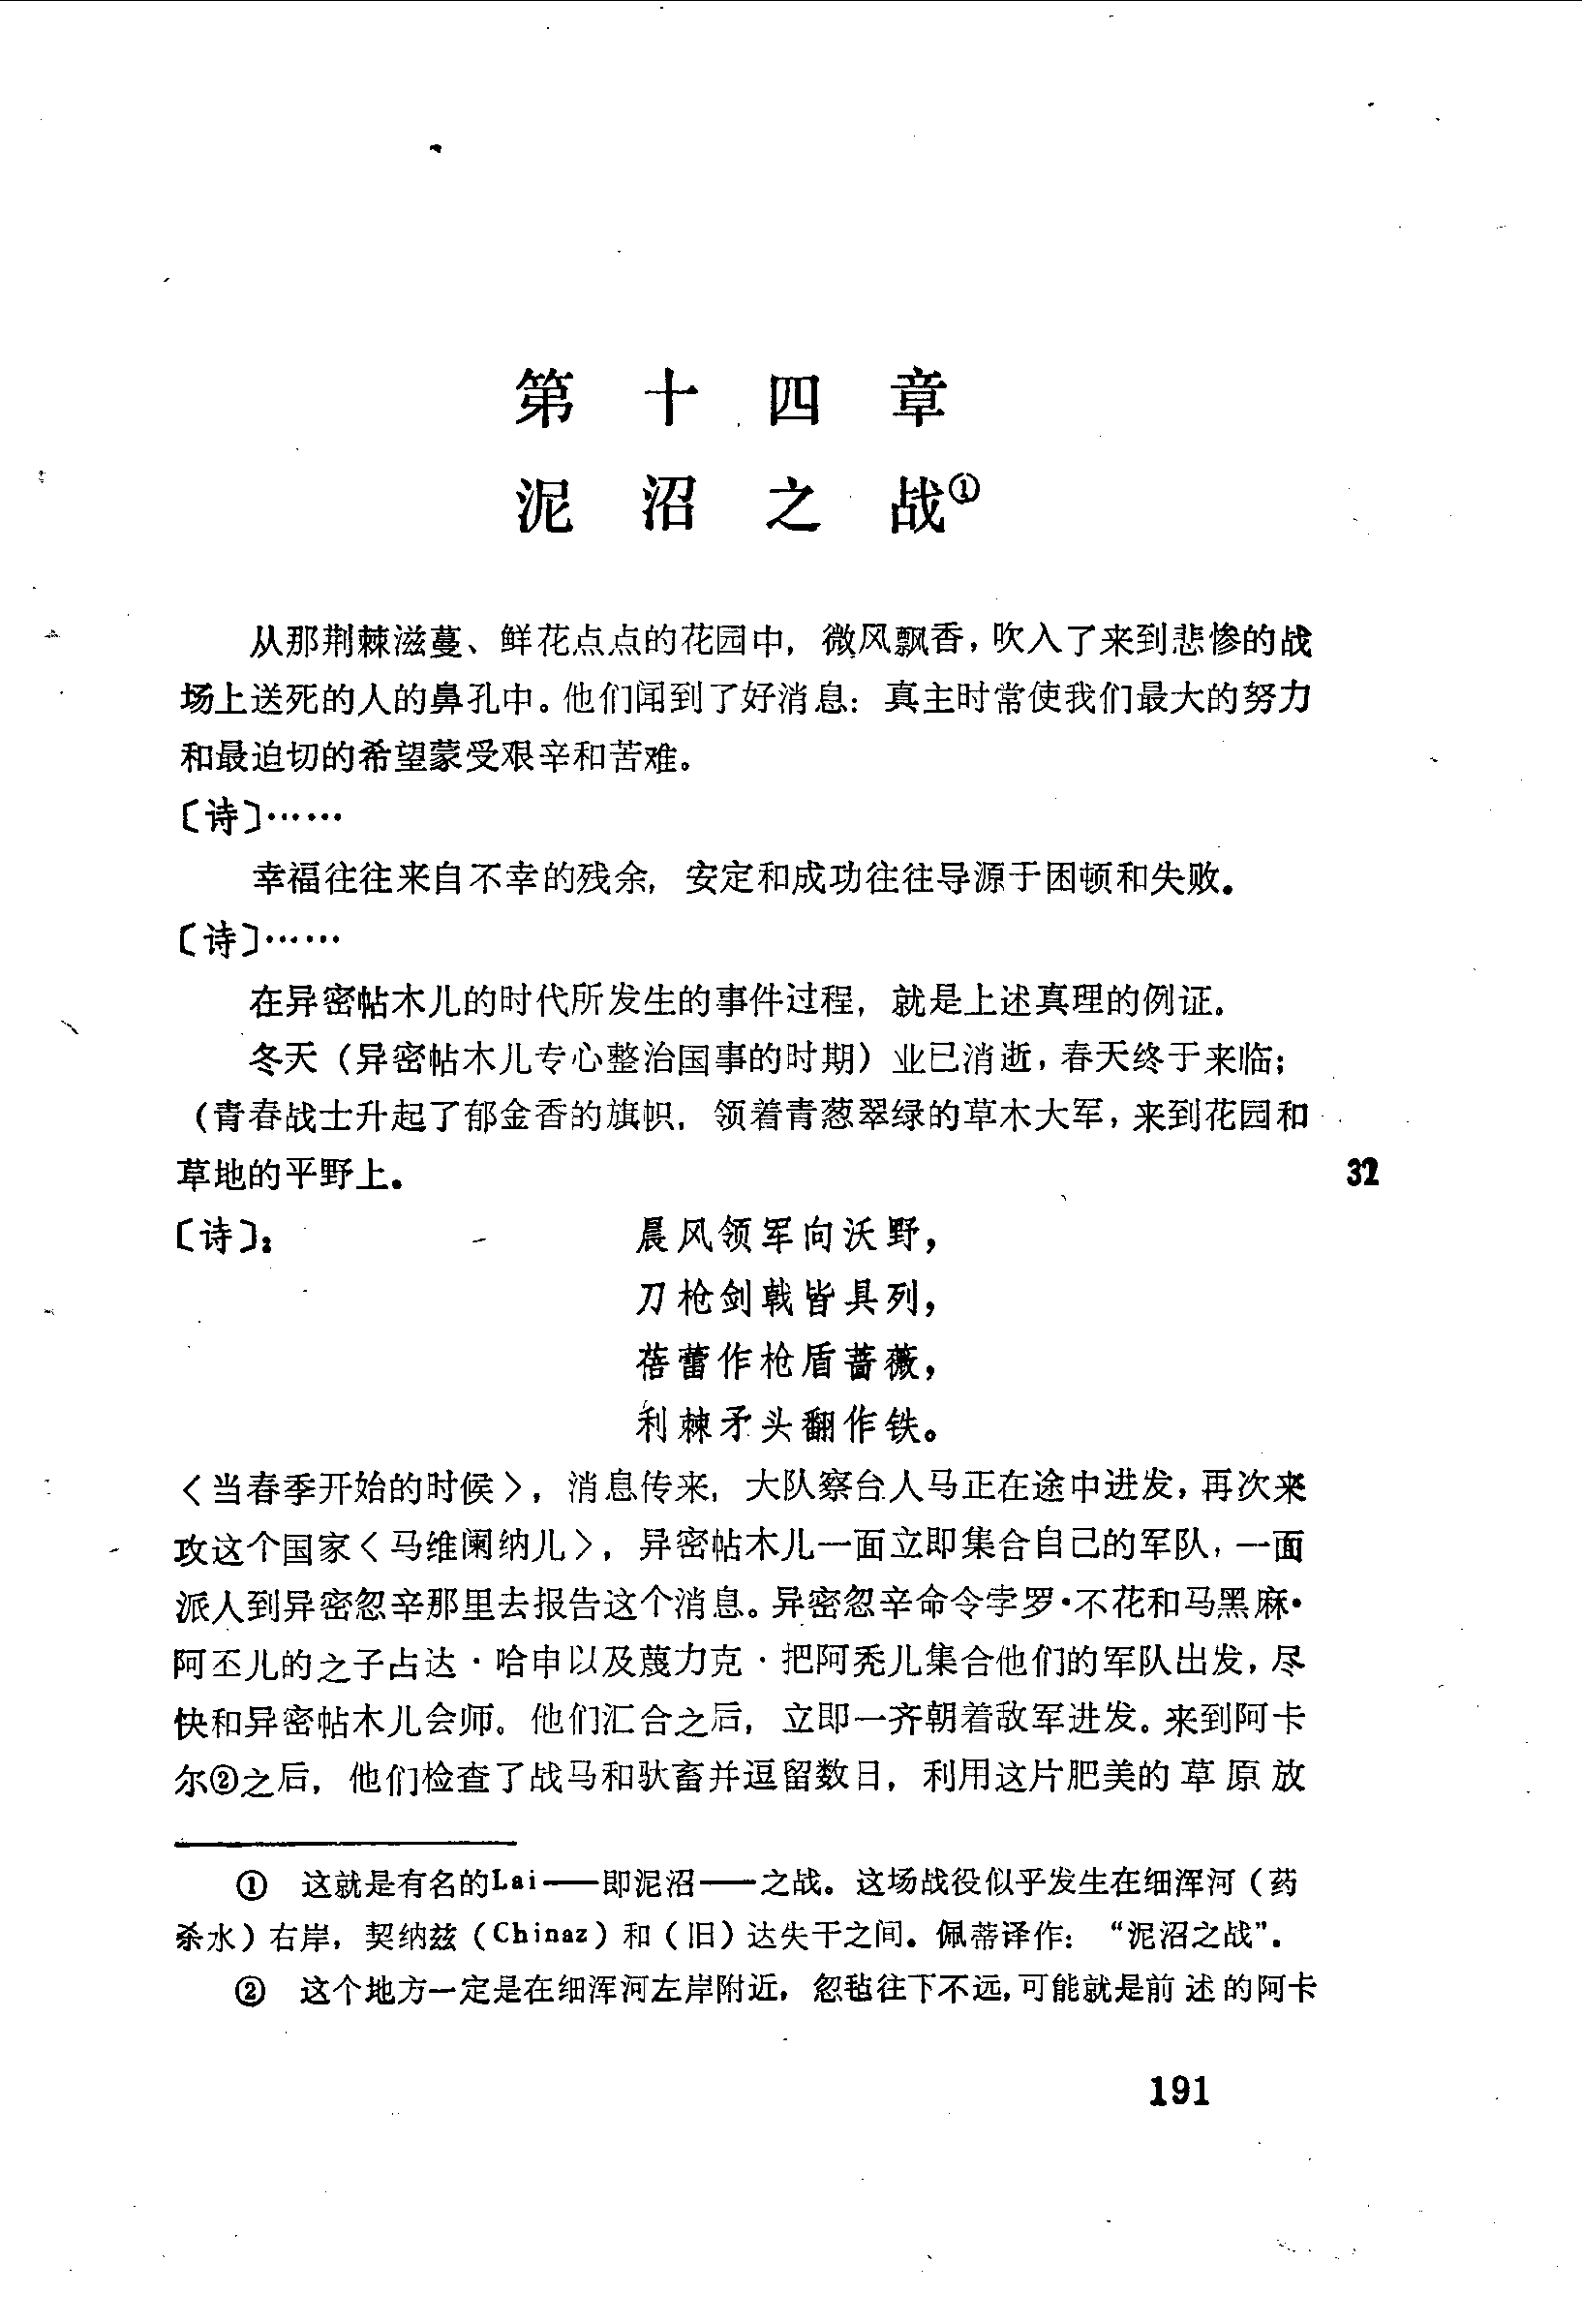 第十四章
泥沼之战①
从那荆棘滋蔓、鲜花点点的花园中，微风飘香，吹入了来到悲惨的战
场上送死的人的鼻孔中。他们闻到了好消息：真主时常使我们最大的努力
和最迫切的希望蒙受艰辛和苦难。
〔诗〕……
幸福往往来自不幸的残余，安定和成功往往导源于困顿和失败。
〔诗〕……
在异密帖木儿的时代所发生的事件过程，就是上述真理的例证。
冬天（异密帖木儿专心整治国事的时期）业已消逝，春天终于来临；
（青春战士升起了郁金香的旗帜，领着青葱翠绿的草木大军，来到花园和
草地的平野上。
32
〔诗〕：
晨风领军向沃野，
刀枪剑戟皆具列，
蓓蕾作枪盾蔷薇，
利棘矛头翻作铁。
〈当春季开始的时候〉，消息传来，大队察台人马正在途中进发，再次来
攻这个国家〈马维阑纳儿〉，异密帖木儿一面立即集合自己的军队，一面
派人到异密忽辛那里去报告这个消息。异密忽辛命令孛罗·不花和马黑麻·
阿丕儿的之子占达·哈申以及蔑力克·把阿秃儿集合他们的军队出发，尽
快和异密帖木儿会师。他们汇合之后，立即一齐朝着敌军进发。来到阿卡
尔②之后，他们检查了战马和驮畜并逗留数日，利用这片肥美的草原放
① 这就是有名的Lai——即泥沼——之战。这场战役似乎发生在细浑河（药
杀水）右岸，契纳兹（Chinaz）和（旧）达失干之间。佩蒂译作：“泥沼之战”。
② 这个地方一定是在细浑河左岸附近，忽毡往下不远，可能就是前述的阿卡
191